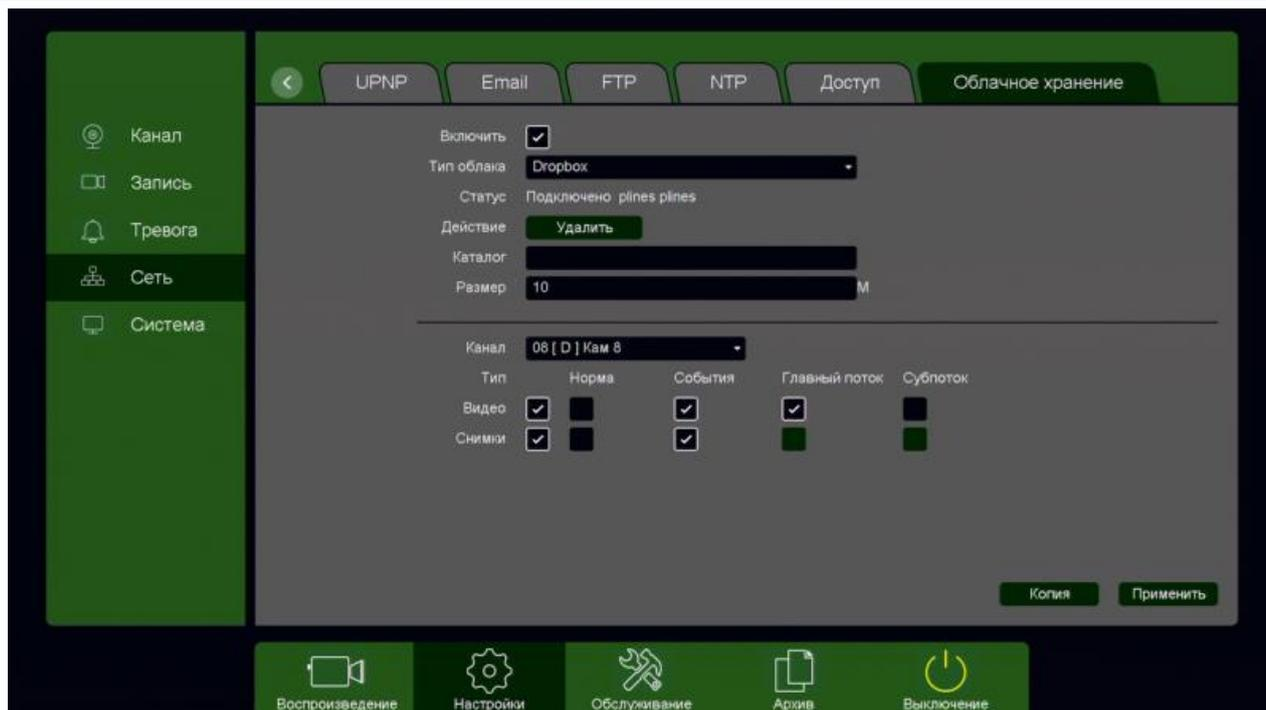 UPNP Email FTP NTP Доступ Облачное хранение
Канал
Запись
Тревога
Сеть
Система
Включить
Тип облака Dropbox
Статус Подключено plines plines
Действие Удалить
Каталог
Размер 10 М
Канал 08 [ D ] Кам 8
Тип Норма События Главный поток Субпоток
Видео
Снимки
Копия Применить
Воспроизведение Настройки Обслуживание Архив Выключение